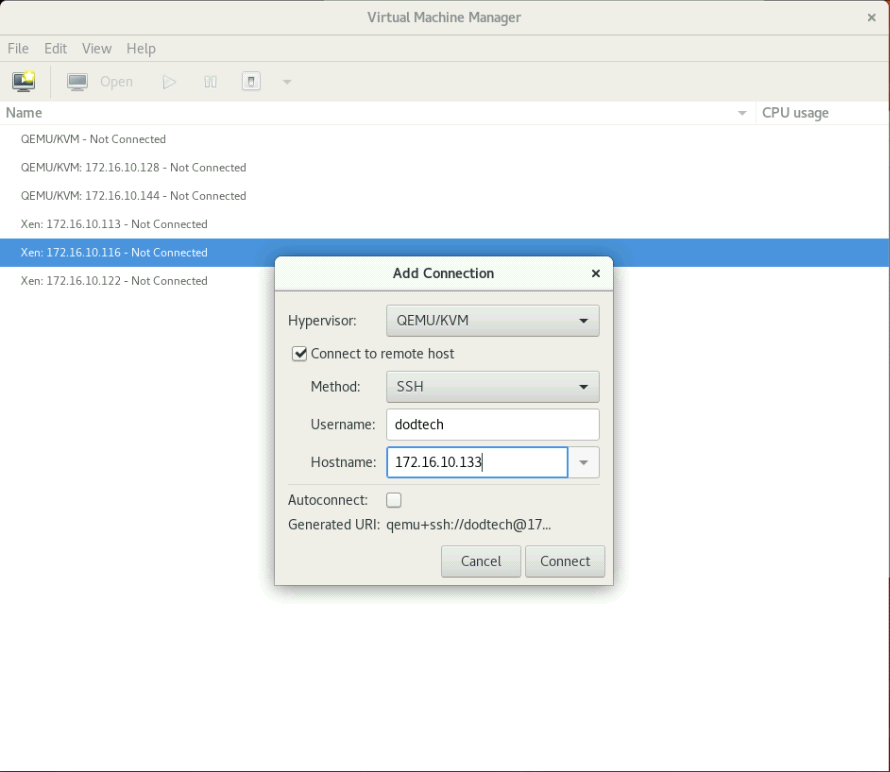 Virtual Machine Manager
File Edit View Help
Open
Name CPU usage
QEMU/KVM - Not Connected
QEMU/KVM: 172.16.10.128 - Not Connected
QEMU/KVM: 172.16.10.144 - Not Connected
Xen: 172.16.10.113 - Not Connected
Xen: 172.16.10.116 - Not Connected
Xen: 172.16.10.122 - Not Connected
Add Connection
Hypervisor: QEMU/KVM
Connect to remote host
Method: SSH
Username: dodtech
Hostname: 172.16.10.133
Autoconnect:
Generated URI: qemu+ssh://dodtech@17...
Cancel Connect